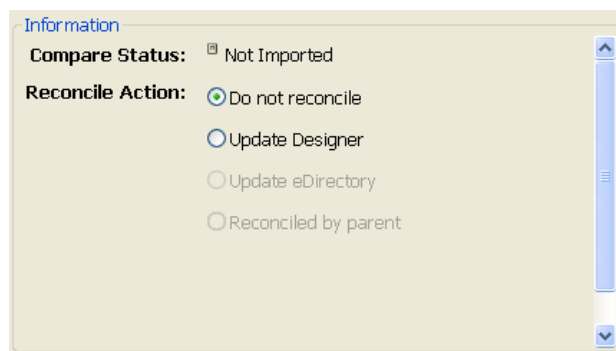 Information
Compare Status: Not Imported
Reconcile Action: Do not reconcile
Update Designer
Update eDirectory
Reconciled by parent